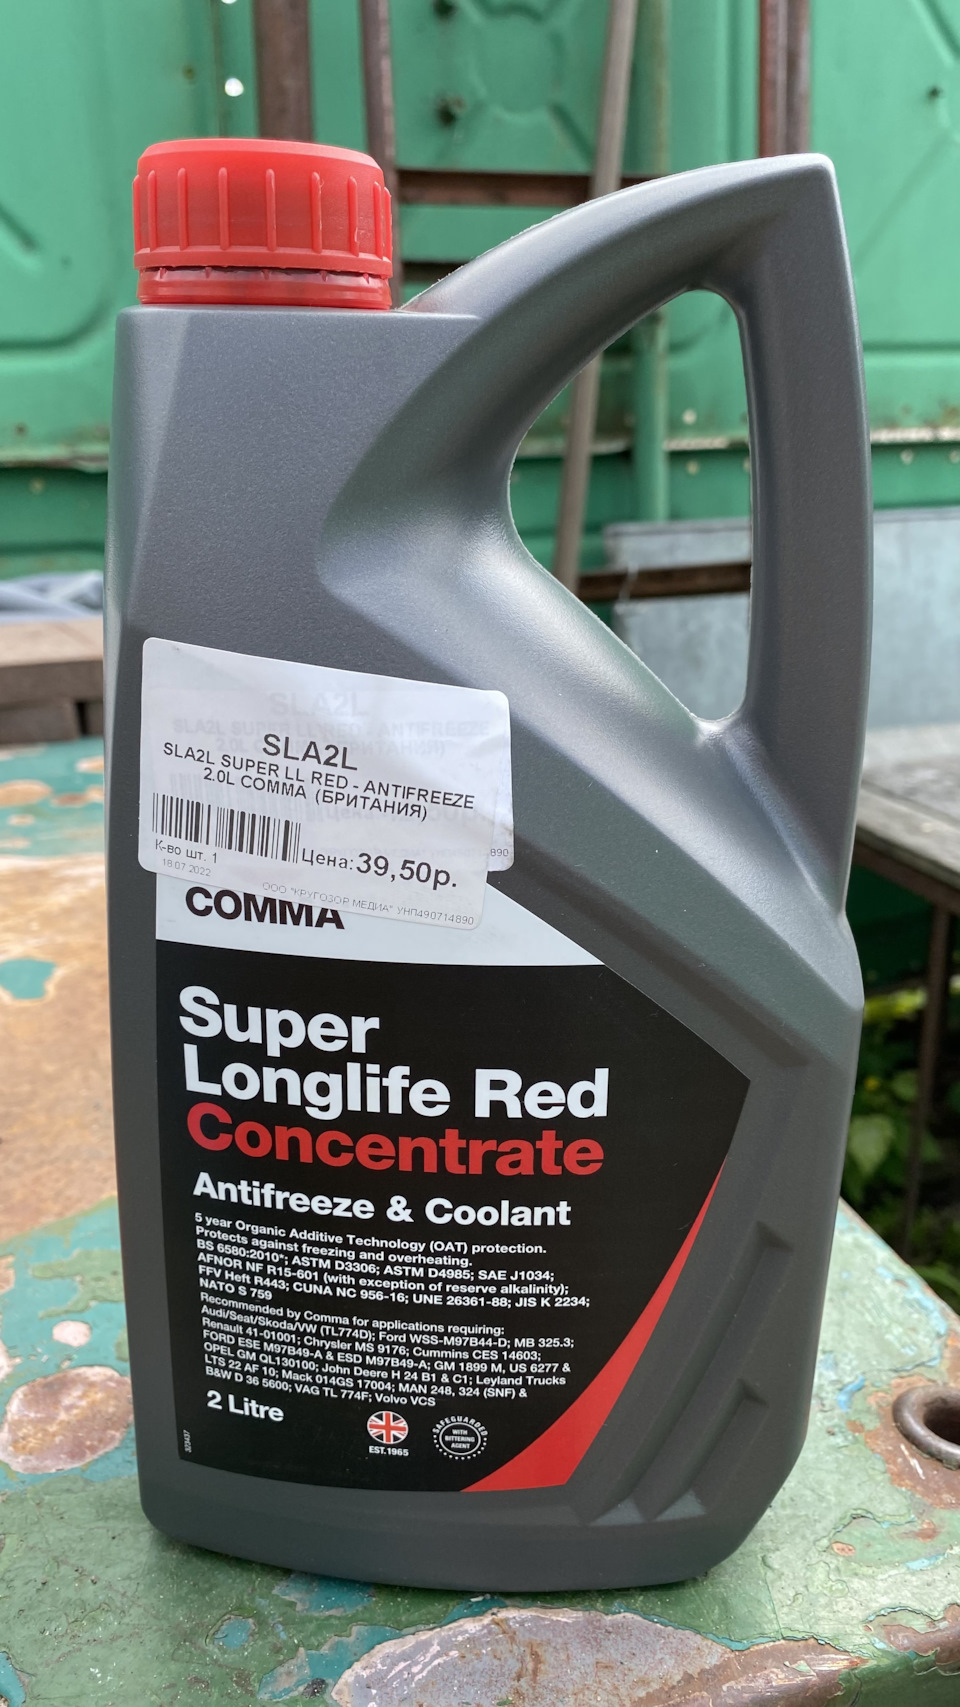 SLA2L
SLA2L SUPER LL RED - ANTIFREEZE
2.0L COMMA (БРИТАНИЯ)
К-во шт. 1
Цена: 39,50р.
18.07.2022
ООО "КРУГОЗОР МЕДИА" УНП490714890
890
COMMA
Super
Longlife Red
Concentrate
Antifreeze & Coolant
5 year Organic Additive Technology (OAT) protection.
Protects against freezing and overheating.
BS 6580:2010*; ASTM D3306; ASTM D4985; SAE J1034;
AFNOR NF R15-601 (with exception of reserve alkalinity);
FFV Heft R443; CUNA NC 956-16; UNE 26361-88; JIS K 2234;
NATO S 759
Recommended by Comma for applications requiring:
Audi/Seat/Skoda/VW (TL774D); Ford WSS-M97B44-D; MB 325.3;
Renault 41-01001; Chrysler MS 9176; Cummins CES 14603;
FORD ESE M97B49-A & ESD M97B49-A; GM 1899 M, US 6277 &
OPEL GM QL130100; John Deere H 24 B1 & C1; Leyland Trucks
LTS 22 AF 10; Mack 014GS 17004; MAN 248, 324 (SNF) &
B&W D 36 5600; VAG TL 774F; Volvo VCS
2 Litre
EST.1965
SAFEGUARDED
WITH
BITTERING
AGENT